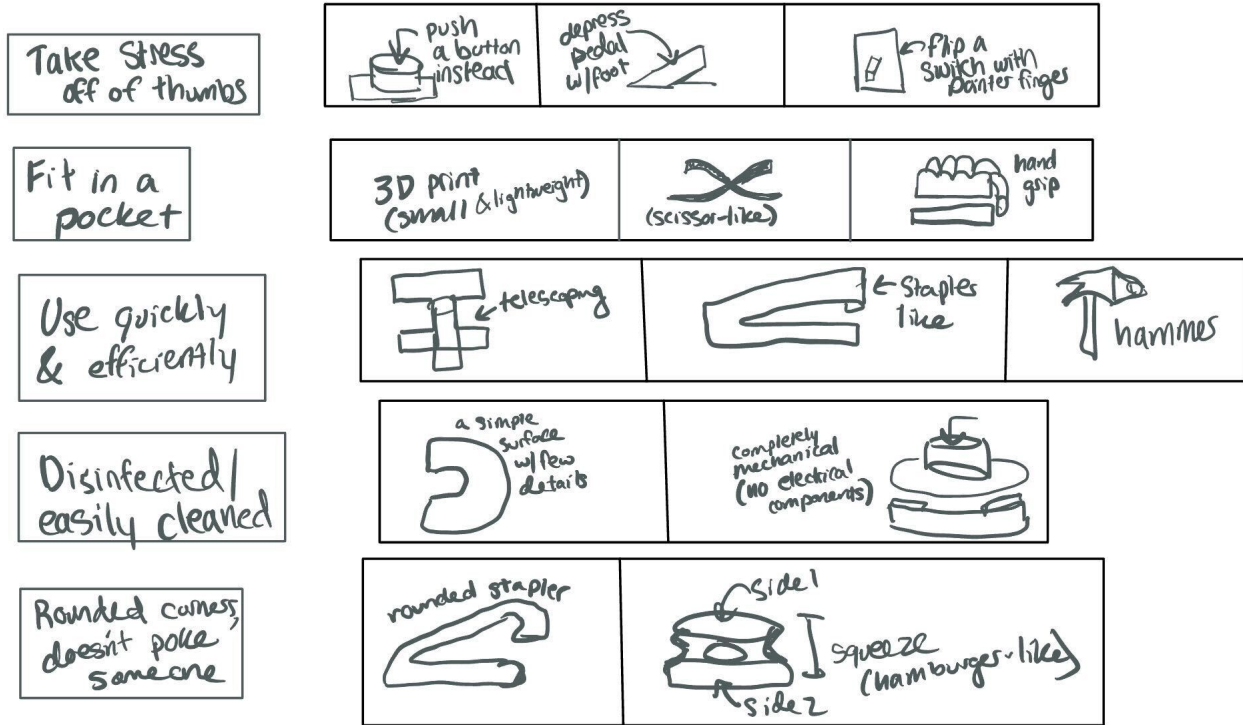 Take Stress
off of thumbs
push
a button
instead
depress
pedal
w/foot
flip a
switch with
pointer finger
Fit in a
pocket
3D print
(small & lightweight)
(scissor-like)
hand
grip
Use quickly
& efficiently
telescoping
Stapler
like
hammer
Disinfected/
easily cleaned
a simple
surface
w/few
details
completely
mechanical
(no electrical
components)
Rounded corners,
doesn't poke
someone
rounded stapler
side1
squeeze
(hamburger-like)
side2